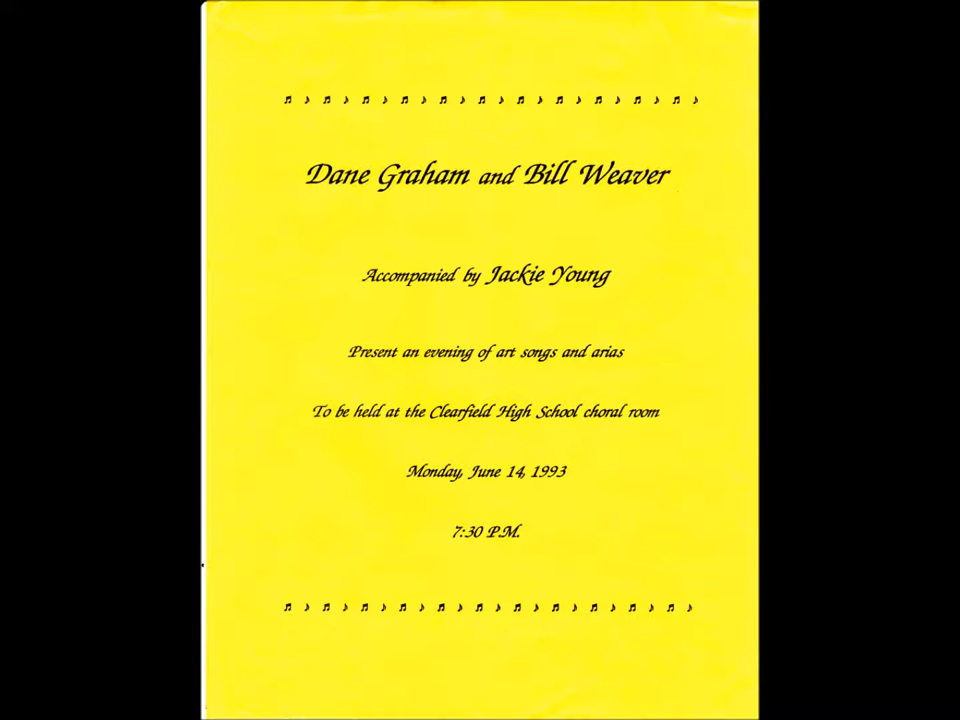 ♫ ♪ ♫ ♪ ♫ ♪ ♫ ♪ ♫ ♪ ♫ ♪ ♫ ♪ ♫ ♪ ♫ ♪ ♫ ♪ ♫ ♪
Dane Graham and Bill Weaver
Accompanied by Jackie Young
Present an evening of art songs and arias
To be held at the Clearfield High School choral room
Monday, June 14, 1993
7:30 P.M.
♫ ♪ ♫ ♪ ♫ ♪ ♫ ♪ ♫ ♪ ♫ ♪ ♫ ♪ ♫ ♪ ♫ ♪ ♫ ♪ ♫ ♪